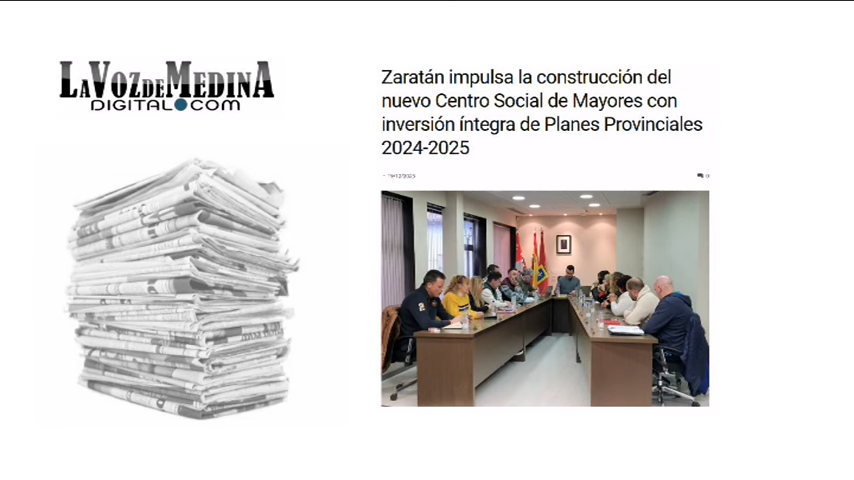 LAVOZDEMEDINA
DIGITAL.COM
Zaratán impulsa la construcción del
nuevo Centro Social de Mayores con
inversión íntegra de Planes Provinciales
2024-2025
0